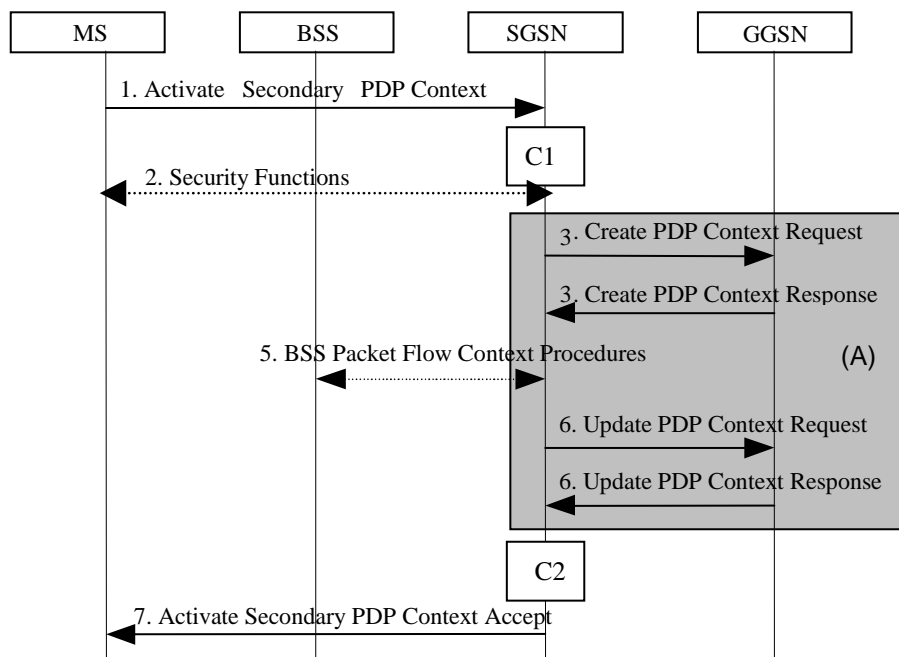 MS BSS SGSN GGSN
1. Activate Secondary PDP Context
C1
2. Security Functions
3. Create PDP Context Request
3. Create PDP Context Response
(A)
5. BSS Packet Flow Context Procedures
6. Update PDP Context Request
6. Update PDP Context Response
C2
7. Activate Secondary PDP Context Accept